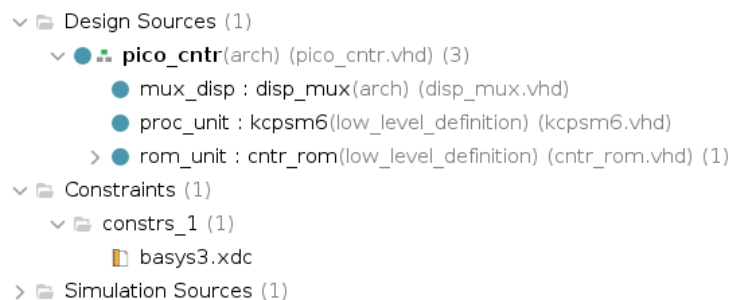 Design Sources (1)
pico_cntr(arch) (pico_cntr.vhd) (3)
mux_disp : disp_mux(arch) (disp_mux.vhd)
proc_unit : kcpsm6(low_level_definition) (kcpsm6.vhd)
rom_unit : cntr_rom(low_level_definition) (cntr_rom.vhd) (1)
Constraints (1)
constrs_1 (1)
basys3.xdc
Simulation Sources (1)